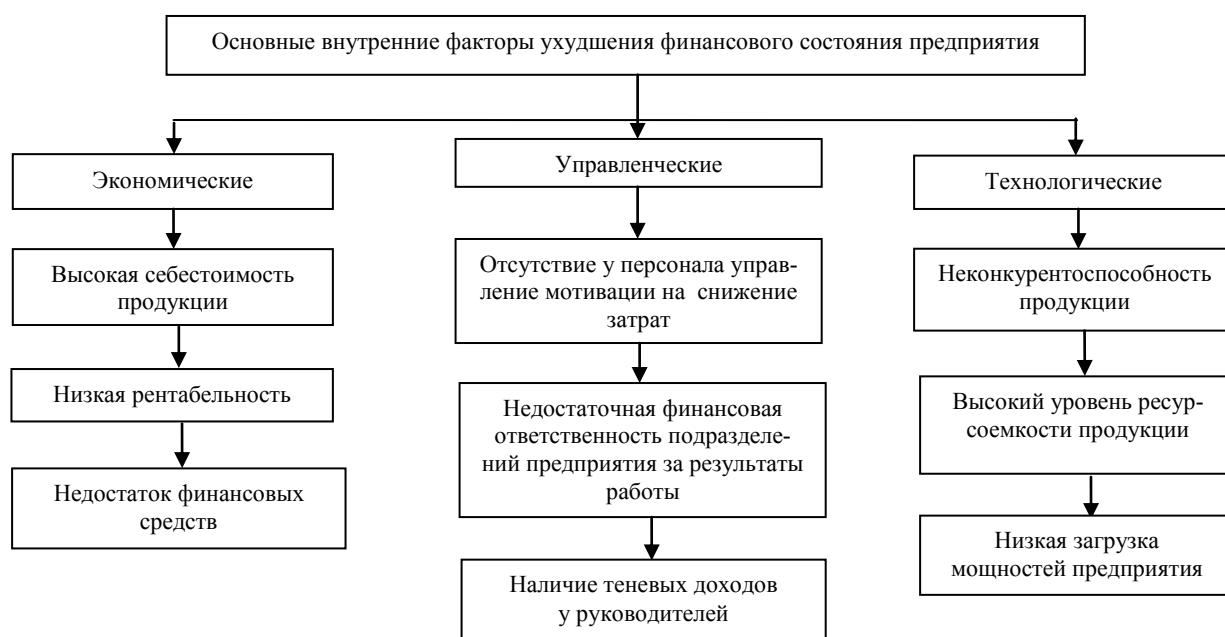 Основные внутренние факторы ухудшения финансового состояния предприятия
Экономические
Высокая себестоимость
продукции
Низкая рентабельность
Недостаток финансовых
средств
Управленческие
Отсутствие у персонала управ-
ление мотивации на снижение
затрат
Недостаточная финансовая
ответственность подразделе-
ний предприятия за результаты
работы
Наличие теневых доходов
у руководителей
Технологические
Неконкурентоспособность
продукции
Высокий уровень ресур-
соемкости продукции
Низкая загрузка
мощностей предприятия